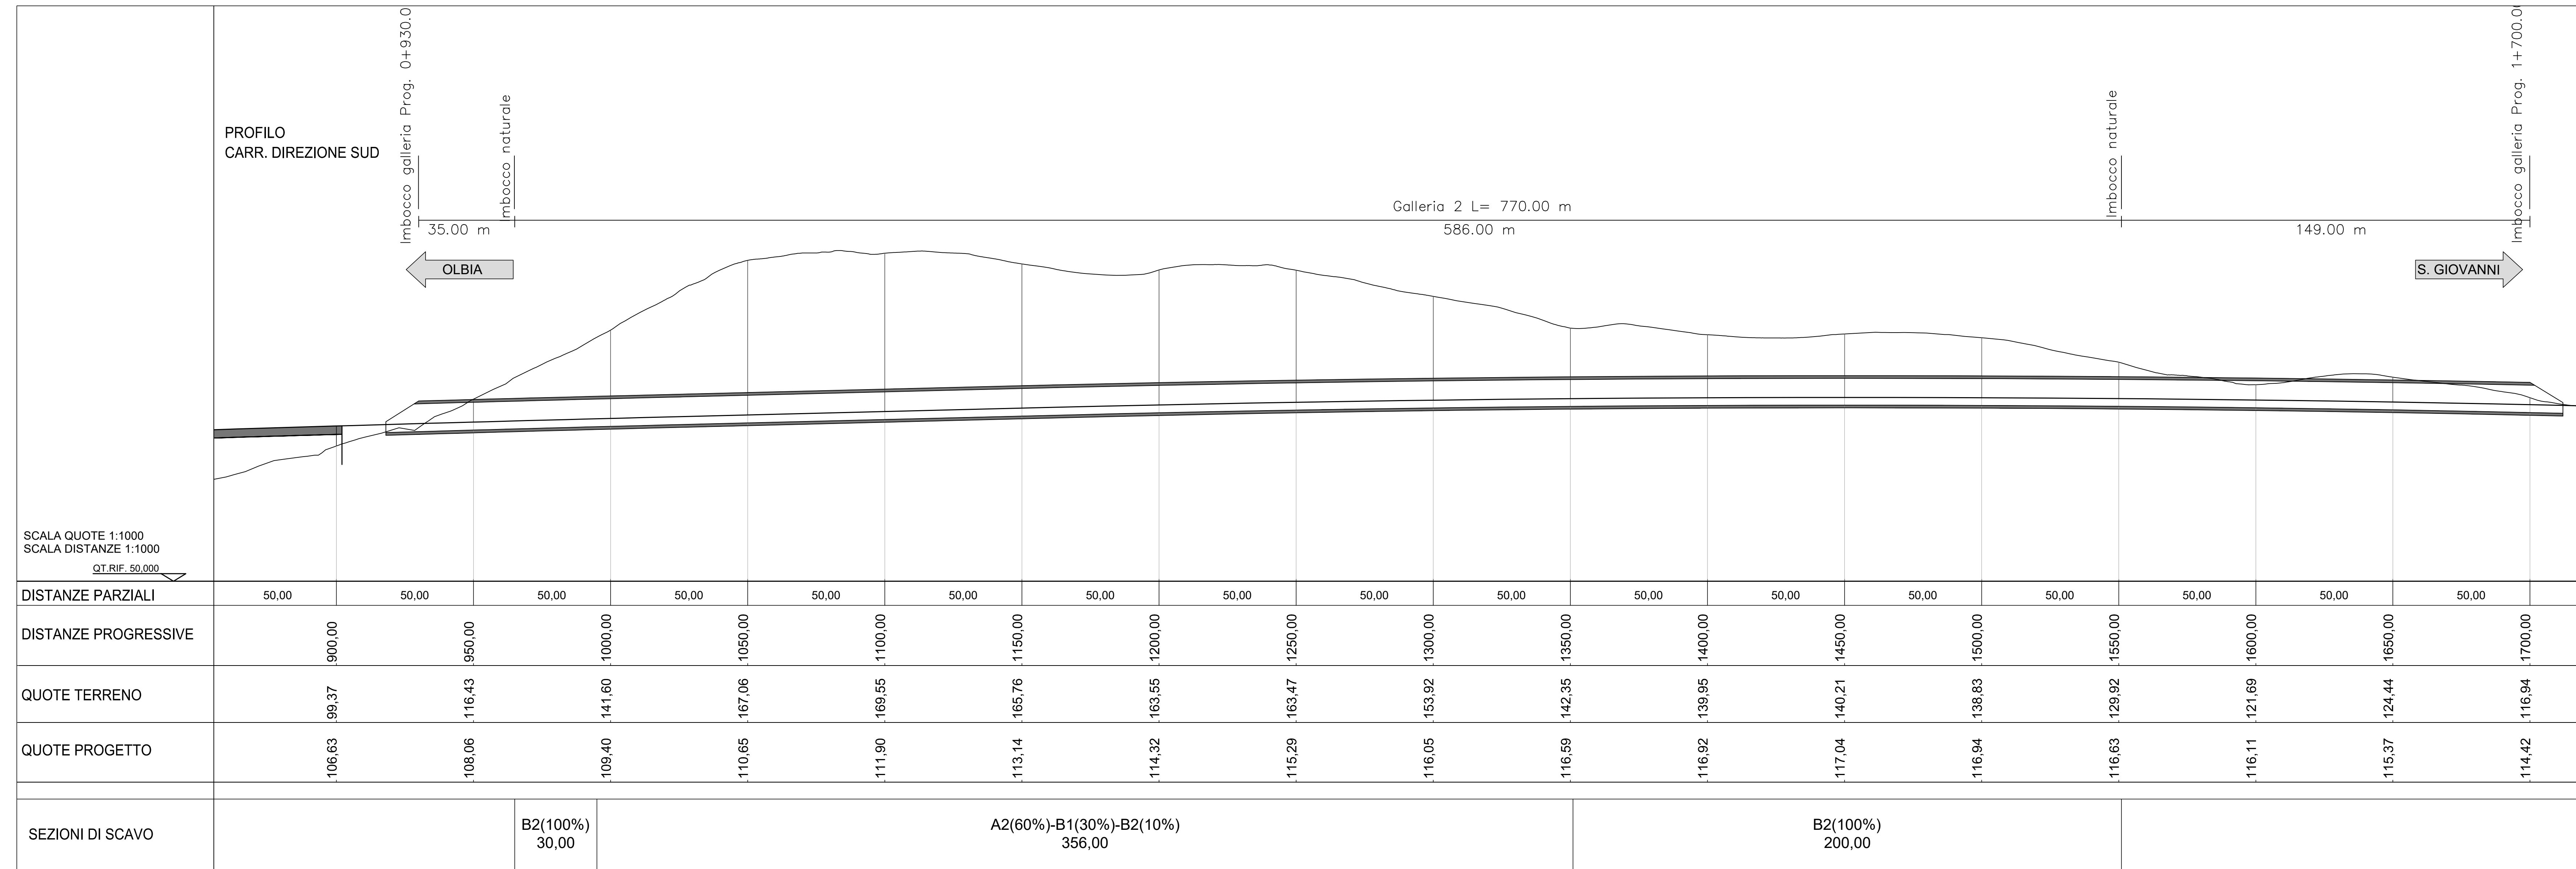 Imbocco galleria Prog. 0+930.0
Imbocco naturale
Imbocco naturale
Imbocco galleria Prog. 1+700.00
PROFILO
CARR. DIREZIONE SUD
Galleria 2 L= 770.00 m
35.00 m 586.00 m 149.00 m
OLBIA
S. GIOVANNI
SCALA QUOTE 1:1000
SCALA DISTANZE 1:1000
QT.RIF. 50,000
DISTANZE PARZIALI 50,00 50,00 50,00 50,00 50,00 50,00 50,00 50,00 50,00 50,00 50,00 50,00 50,00 50,00 50,00 50,00 50,00
DISTANZE PROGRESSIVE 900,00 950,00 1000,00 1050,00 1100,00 1150,00 1200,00 1250,00 1300,00 1350,00 1400,00 1450,00 1500,00 1550,00 1600,00 1650,00 1700,00
QUOTE TERRENO 99,37 116,43 141,60 167,06 169,55 165,76 163,55 163,47 153,92 142,35 139,95 140,21 138,83 129,92 121,69 124,44 116,94
QUOTE PROGETTO 106,63 108,06 109,40 110,65 111,90 113,14 114,32 115,29 116,05 116,59 116,92 117,04 116,94 116,63 116,11 115,37 114,42
SEZIONI DI SCAVO
B2(100%)
30,00
A2(60%)-B1(30%)-B2(10%)
356,00
B2(100%)
200,00